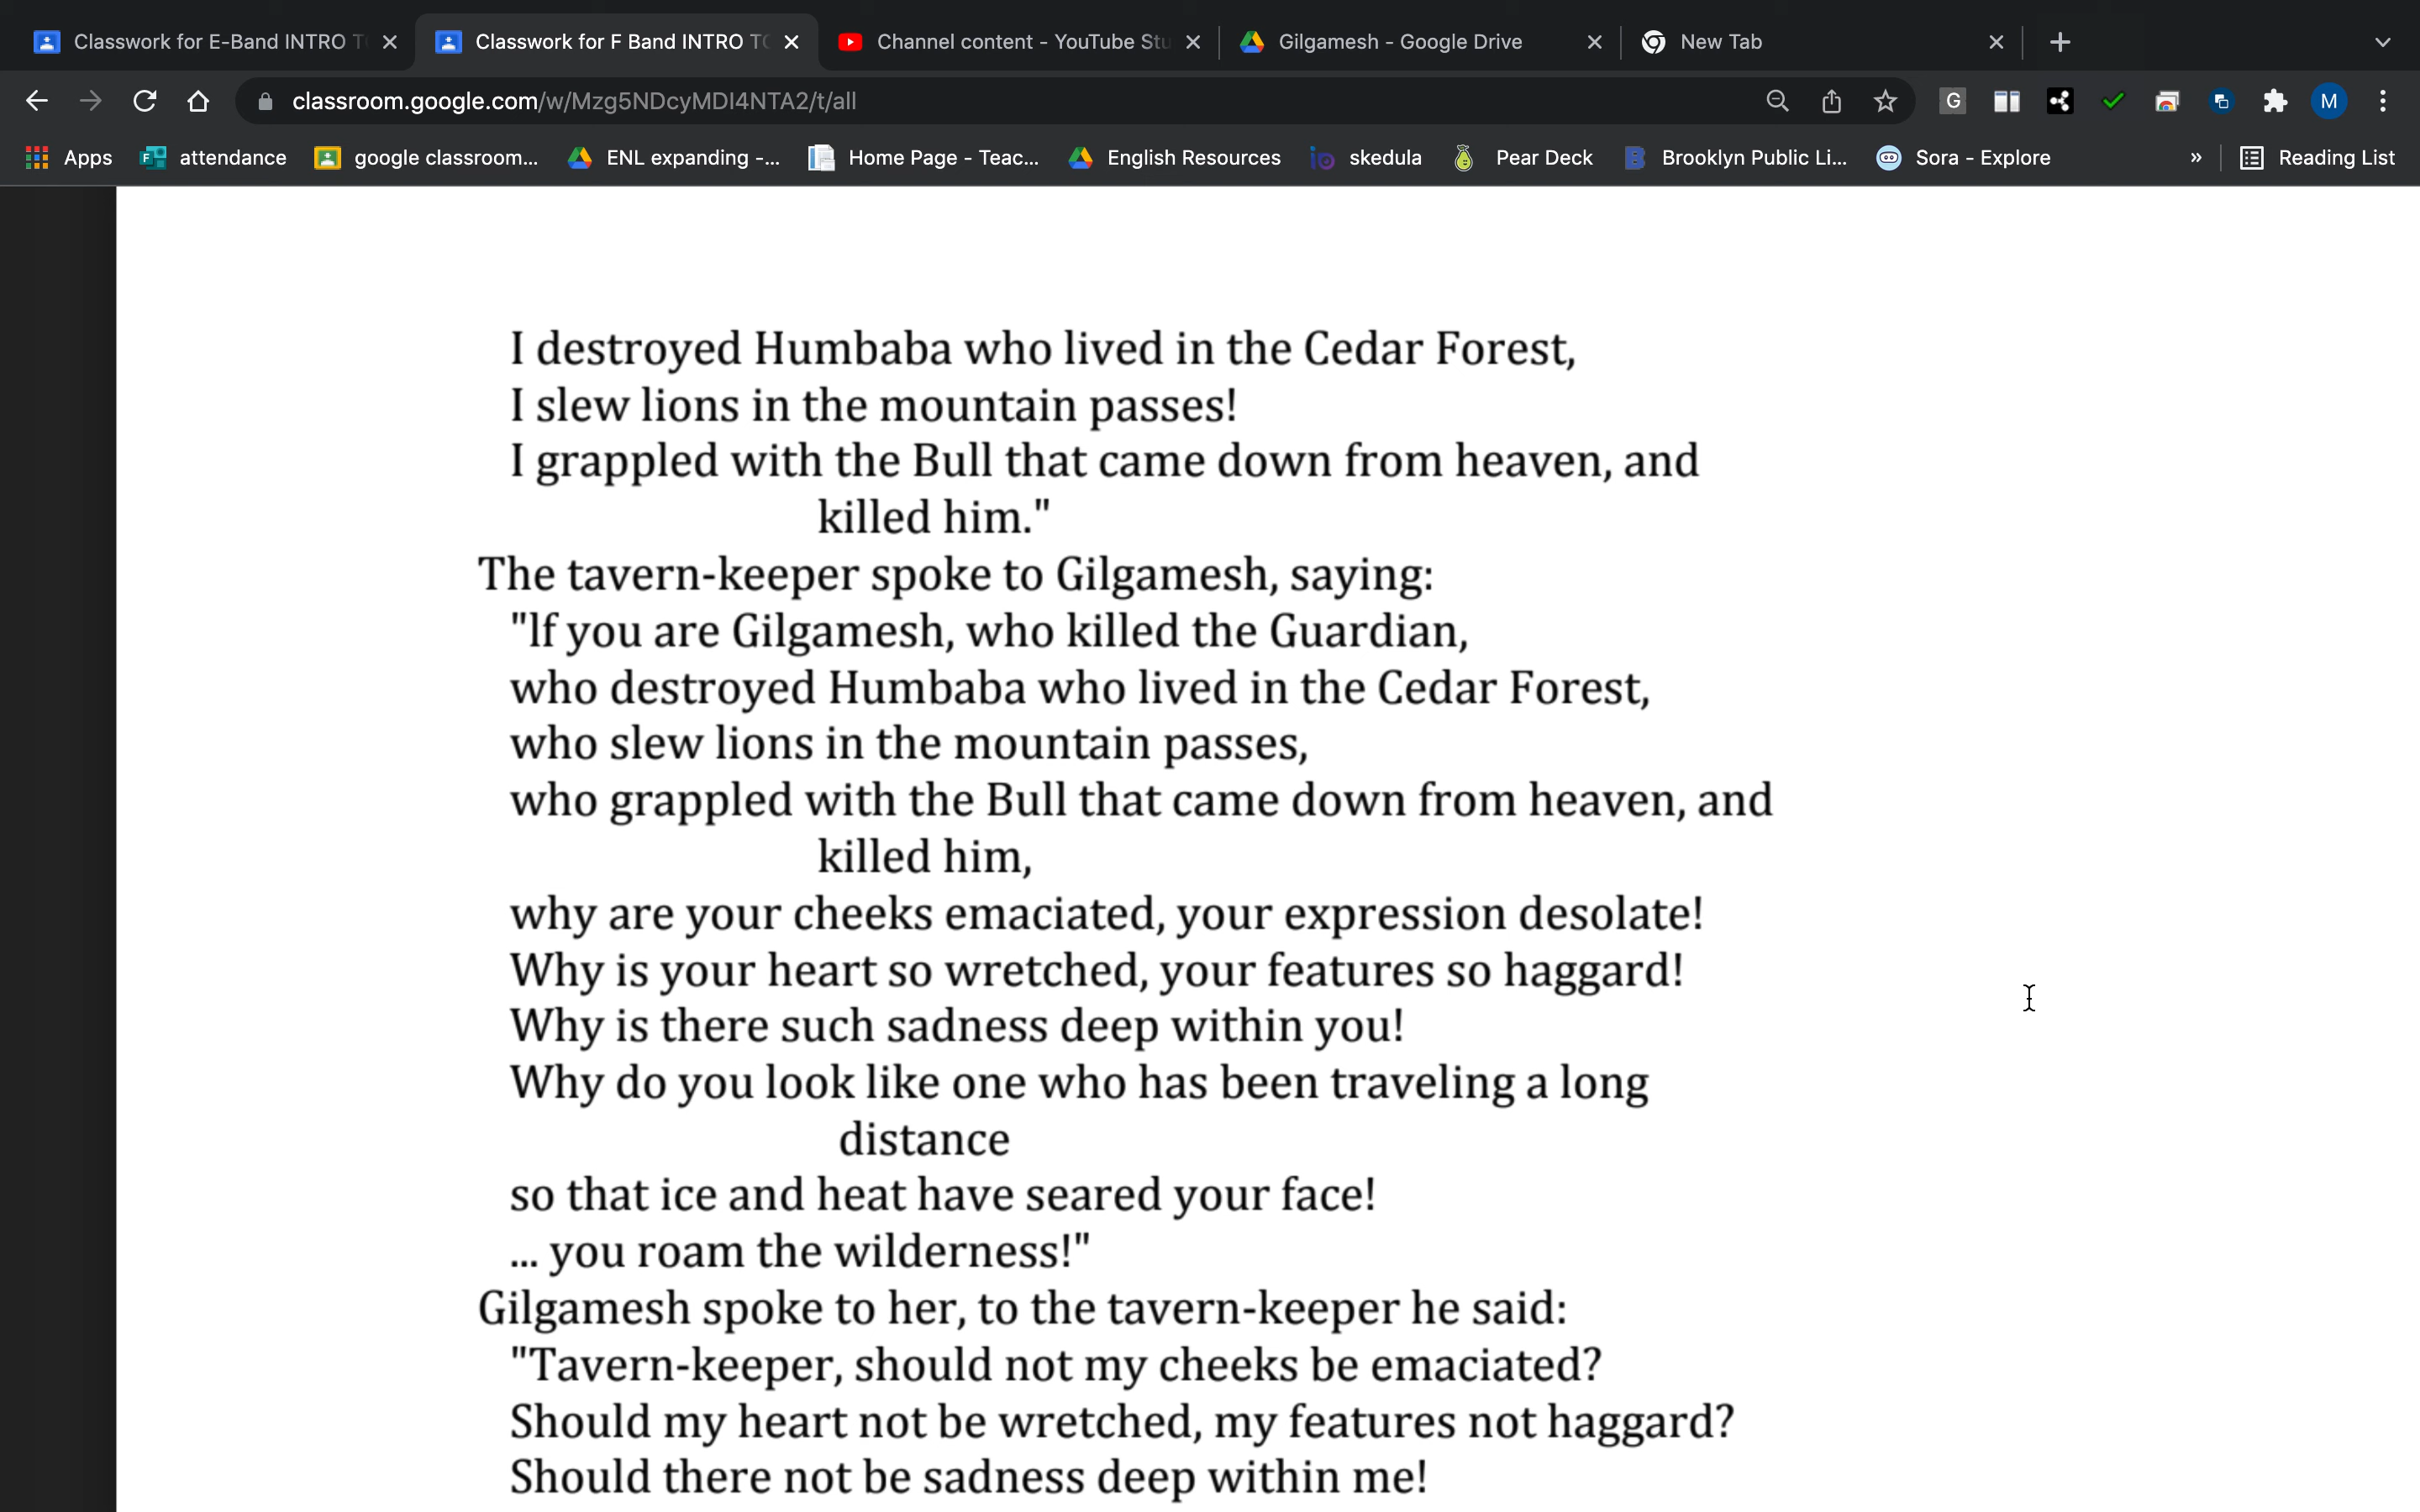 Classwork for E-Band INTRO T
Classwork for F Band INTRO TO
Channel content - YouTube Stu
Gilgamesh - Google Drive
New Tab
classroom.google.com/w/Mzg5NDcyMDI4NTA2/t/all
G
M
Apps
attendance
google classroom...
ENL expanding -...
Home Page - Teac...
English Resources
skedula
Pear Deck
Brooklyn Public Li...
Sora - Explore
»
Reading List
I destroyed Humbaba who lived in the Cedar Forest,
I slew lions in the mountain passes!
I grappled with the Bull that came down from heaven, and
killed him."
The tavern-keeper spoke to Gilgamesh, saying:
"lf you are Gilgamesh, who killed the Guardian,
who destroyed Humbaba who lived in the Cedar Forest,
who slew lions in the mountain passes,
who grappled with the Bull that came down from heaven, and
killed him,
why are your cheeks emaciated, your expression desolate!
Why is your heart so wretched, your features so haggard!
Why is there such sadness deep within you!
Why do you look like one who has been traveling a long
distance
so that ice and heat have seared your face!
... you roam the wilderness!"
Gilgamesh spoke to her, to the tavern-keeper he said:
"Tavern-keeper, should not my cheeks be emaciated?
Should my heart not be wretched, my features not haggard?
Should there not be sadness deep within me!